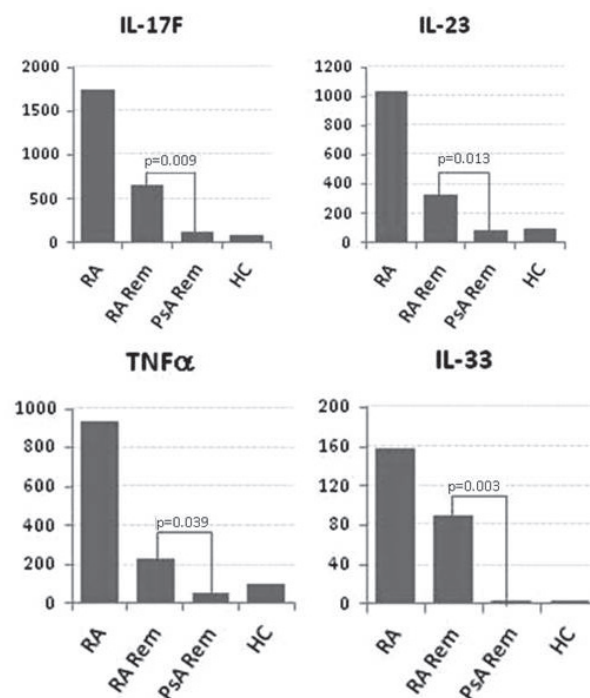 IL-17F
2000
1500
1000
500
0
p=0.009
RA
RA Rem
PsA Rem
HC
IL-23
1200
1000
800
600
400
200
0
p=0.013
RA
RA Rem
PsA Rem
HC
TNFα
1000
800
600
400
200
0
p=0.039
RA
RA Rem
PsA Rem
HC
IL-33
200
160
120
80
40
0
p=0.003
RA
RA Rem
PsA Rem
HC